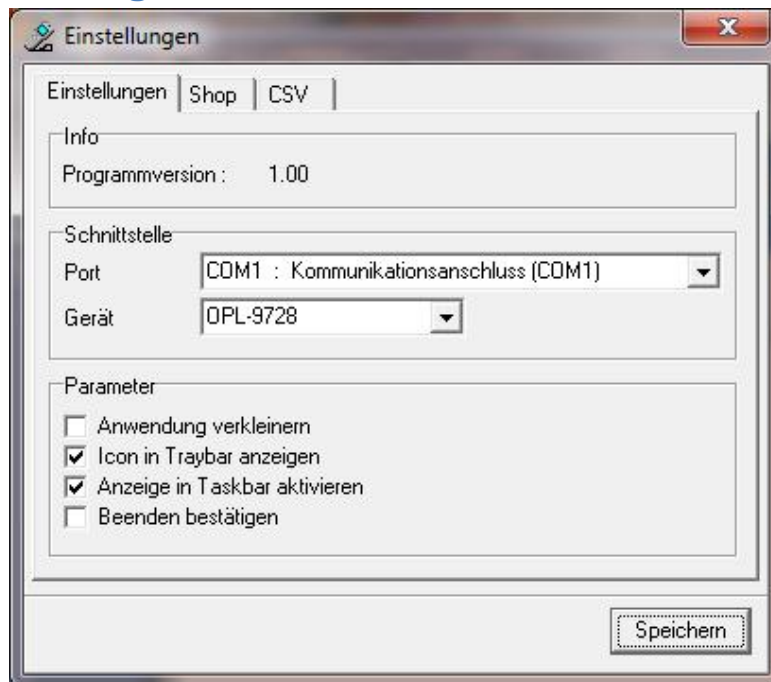 Einstellungen
Einstellungen Shop CSV
Info
Programmversion : 1.00
Schnittstelle
Port COM1 : Kommunikationsanschluss (COM1)
Gerät OPL-9728
Parameter
Anwendung verkleinern
Icon in Traybar anzeigen
Anzeige in Taskbar aktivieren
Beenden bestätigen
Speichern